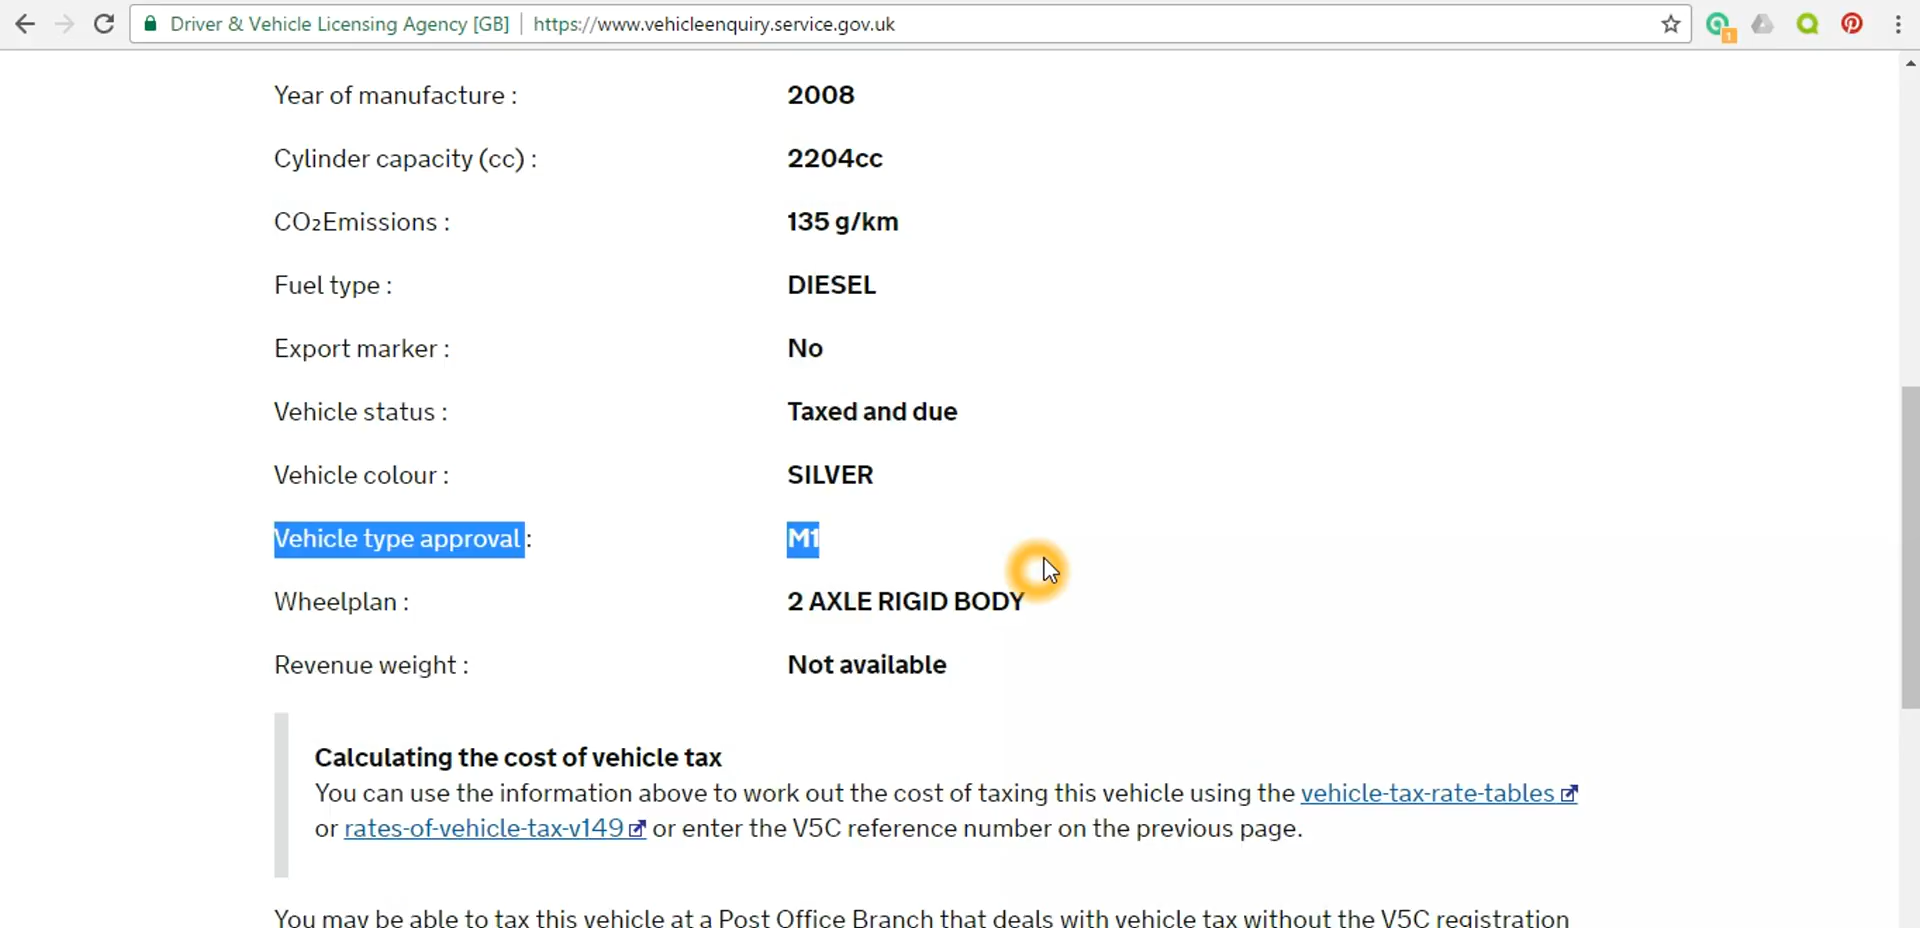 Driver & Vehicle Licensing Agency [GB] | https://www.vehicleenquiry.service.gov.uk
1
Year of manufacture : 2008
Cylinder capacity (cc) : 2204cc
CO₂Emissions : 135 g/km
Fuel type : DIESEL
Export marker : No
Vehicle status : Taxed and due
Vehicle colour : SILVER
Vehicle type approval : M1
Wheelplan : 2 AXLE RIGID BODY
Revenue weight : Not available
Calculating the cost of vehicle tax
You can use the information above to work out the cost of taxing this vehicle using the vehicle-tax-rate-tables
or rates-of-vehicle-tax-v149 or enter the V5C reference number on the previous page.
You may be able to tax this vehicle at a Post Office Branch that deals with vehicle tax without the V5C registration